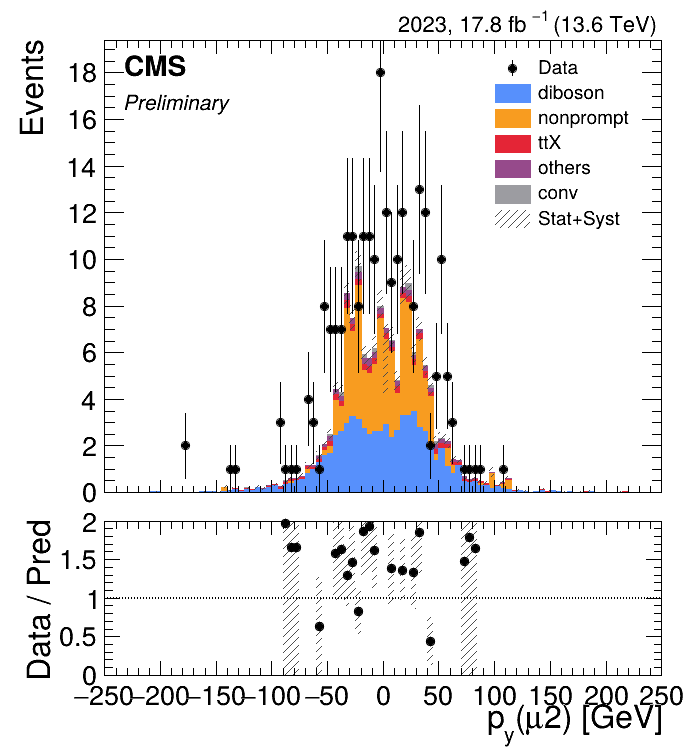 2023, 17.8 fb⁻¹ (13.6 TeV)
CMS
Preliminary
Events
Data
diboson
nonprompt
ttX
others
conv
Stat+Syst
18
16
14
12
10
8
6
4
2
0
Data / Pred
2
1.5
1
0.5
0
−250 −200 −150 −100 −50 0 50 100 150 200 250
p_y(μ2) [GeV]